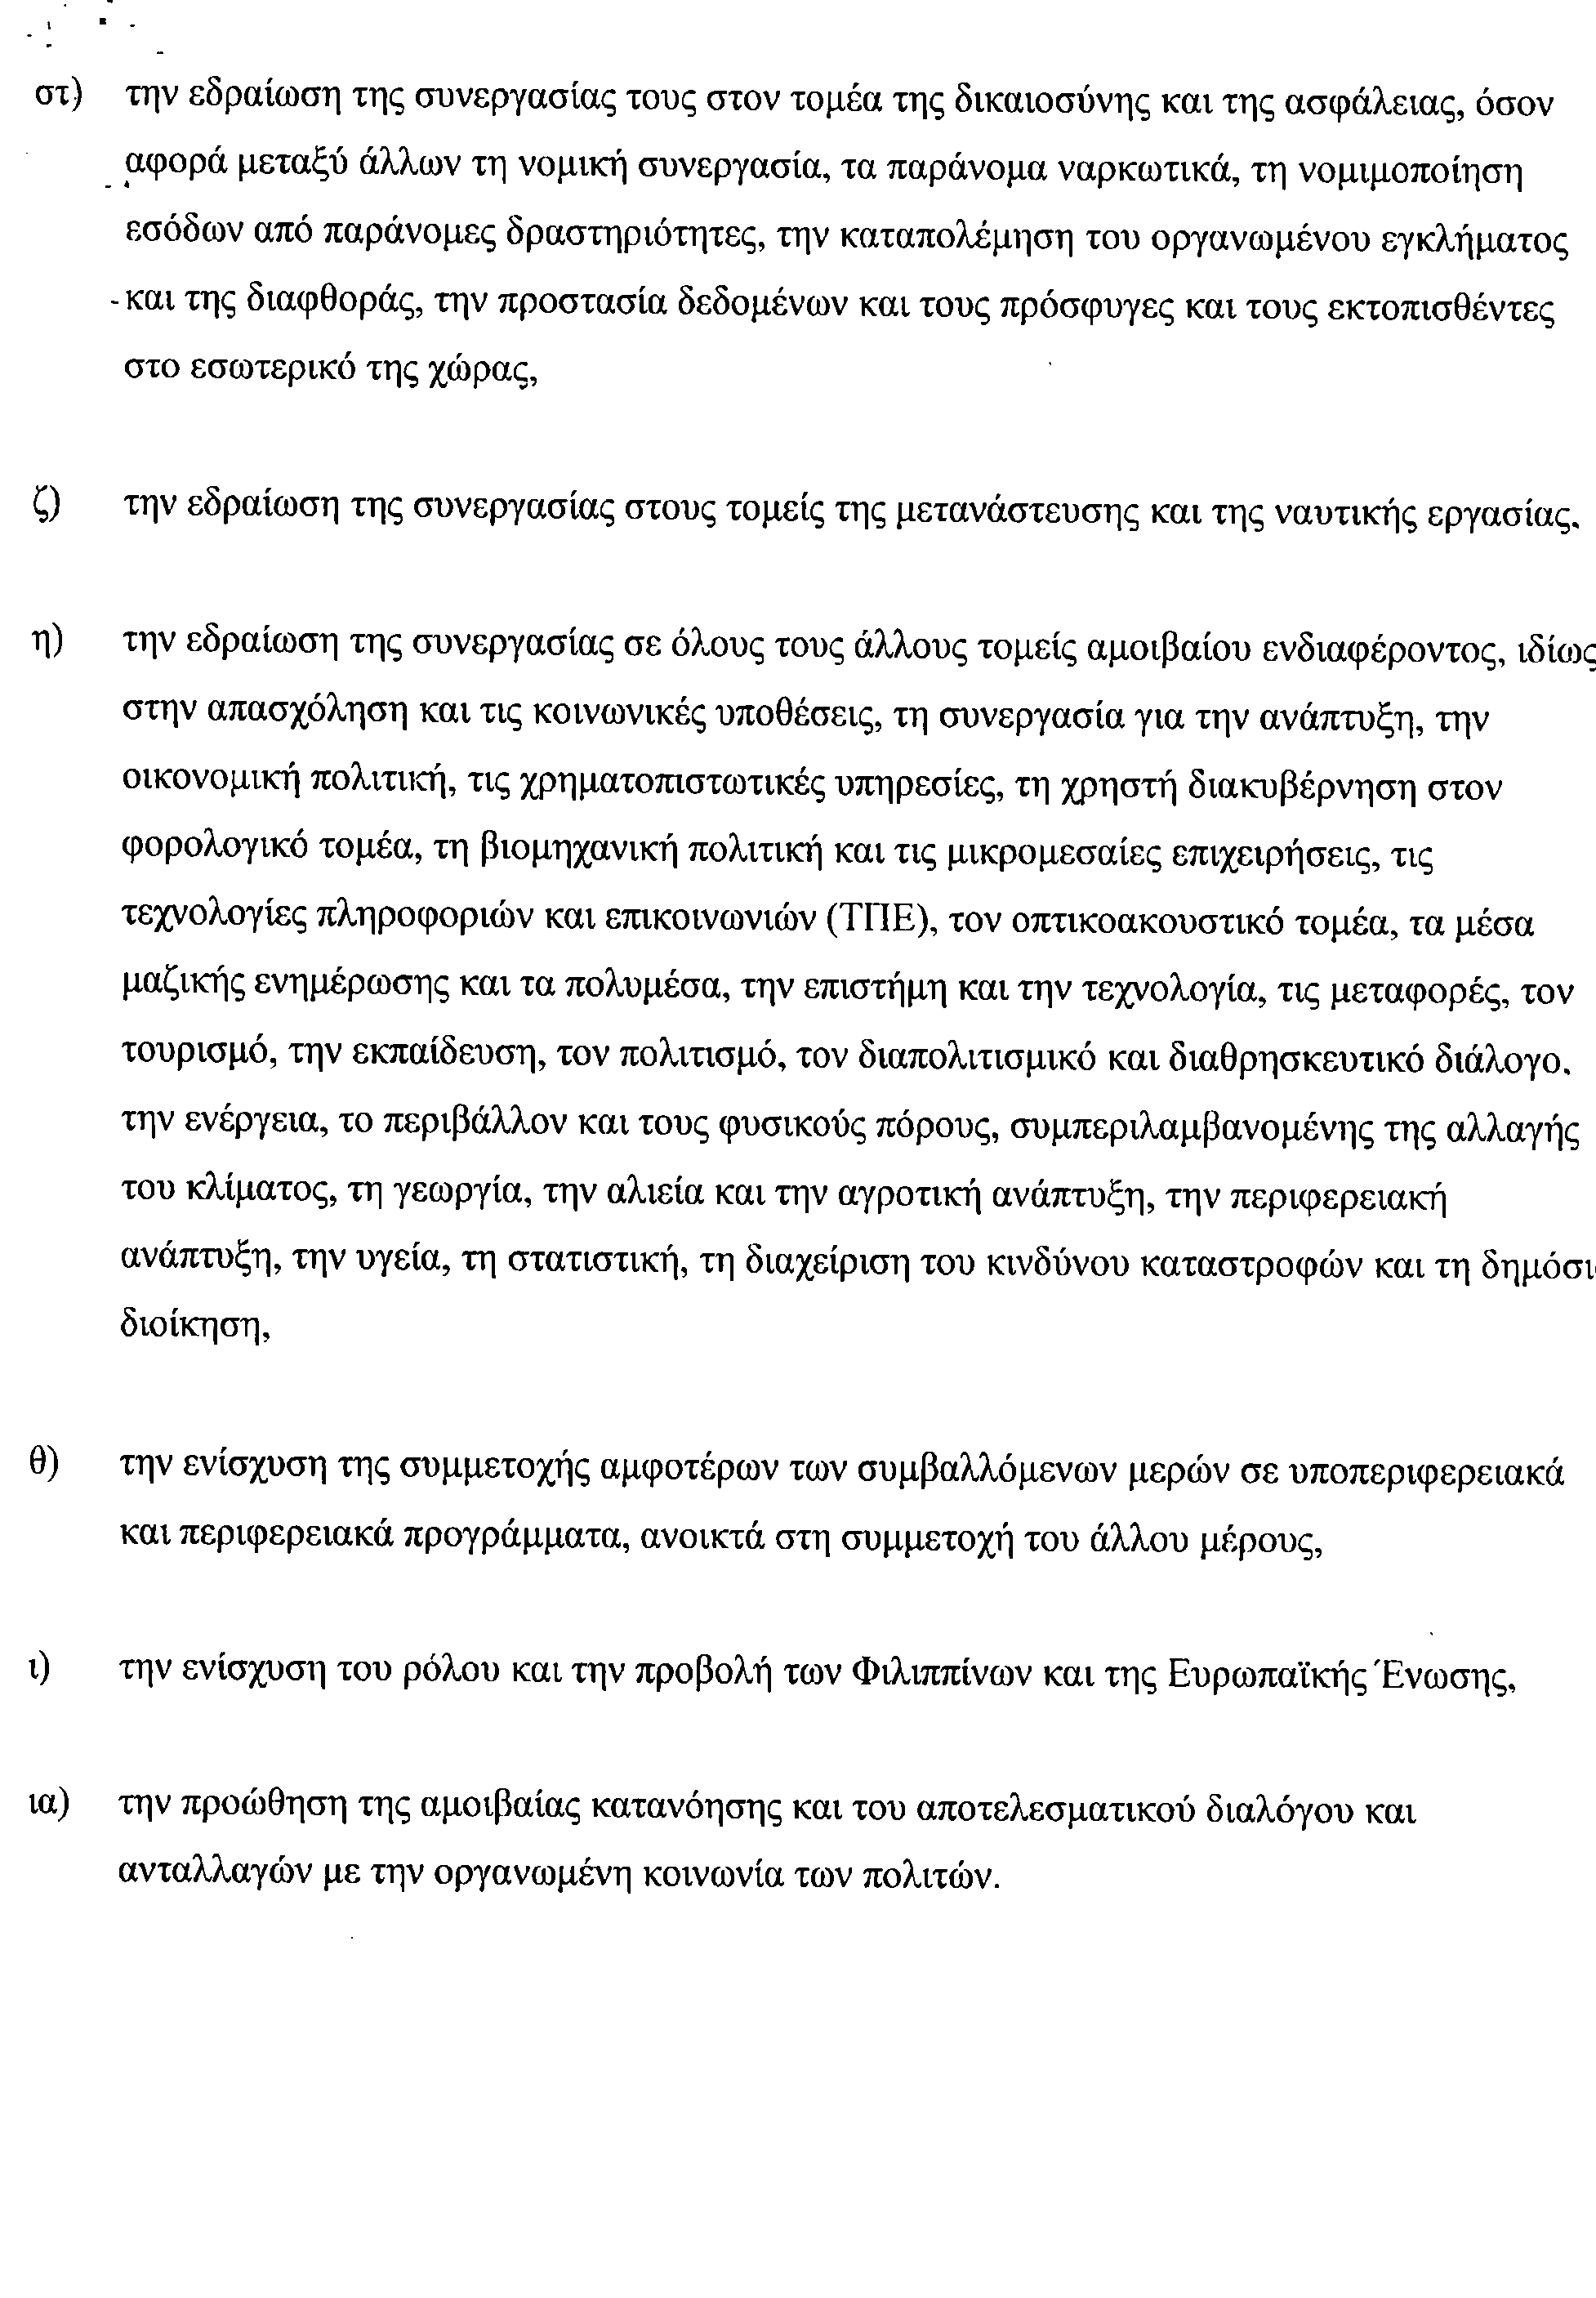 στ) την εδραίωση της συνεργασίας τους στον τομέα της δικαιοσύνης και της ασφάλειας, όσον
αφορά μεταξύ άλλων τη νομική συνεργασία, τα παράνομα ναρκωτικά, τη νομιμοποίηση
εσόδων από παράνομες δραστηριότητες, την καταπολέμηση του οργανωμένου εγκλήματος
και της διαφθοράς, την προστασία δεδομένων και τους πρόσφυγες και τους εκτοπισθέντες
στο εσωτερικό της χώρας,
ζ) την εδραίωση της συνεργασίας στους τομείς της μετανάστευσης και της ναυτικής εργασίας,
η) την εδραίωση της συνεργασίας σε όλους τους άλλους τομείς αμοιβαίου ενδιαφέροντος, ιδίως
στην απασχόληση και τις κοινωνικές υποθέσεις, τη συνεργασία για την ανάπτυξη, την
οικονομική πολιτική, τις χρηματοπιστωτικές υπηρεσίες, τη χρηστή διακυβέρνηση στον
φορολογικό τομέα, τη βιομηχανική πολιτική και τις μικρομεσαίες επιχειρήσεις, τις
τεχνολογίες πληροφοριών και επικοινωνιών (ΤΠΕ), τον οπτικοακουστικό τομέα, τα μέσα
μαζικής ενημέρωσης και τα πολυμέσα, την επιστήμη και την τεχνολογία, τις μεταφορές, τον
τουρισμό, την εκπαίδευση, τον πολιτισμό, τον διαπολιτισμικό και διαθρησκευτικό διάλογο,
την ενέργεια, το περιβάλλον και τους φυσικούς πόρους, συμπεριλαμβανομένης της αλλαγής
του κλίματος, τη γεωργία, την αλιεία και την αγροτική ανάπτυξη, την περιφερειακή
ανάπτυξη, την υγεία, τη στατιστική, τη διαχείριση του κινδύνου καταστροφών και τη δημόσι
διοίκηση,
θ) την ενίσχυση της συμμετοχής αμφοτέρων των συμβαλλόμενων μερών σε υποπεριφερειακά
και περιφερειακά προγράμματα, ανοικτά στη συμμετοχή του άλλου μέρους,
ι) την ενίσχυση του ρόλου και την προβολή των Φιλιππίνων και της Ευρωπαϊκής Ένωσης,
ια) την προώθηση της αμοιβαίας κατανόησης και του αποτελεσματικού διαλόγου και
ανταλλαγών με την οργανωμένη κοινωνία των πολιτών.